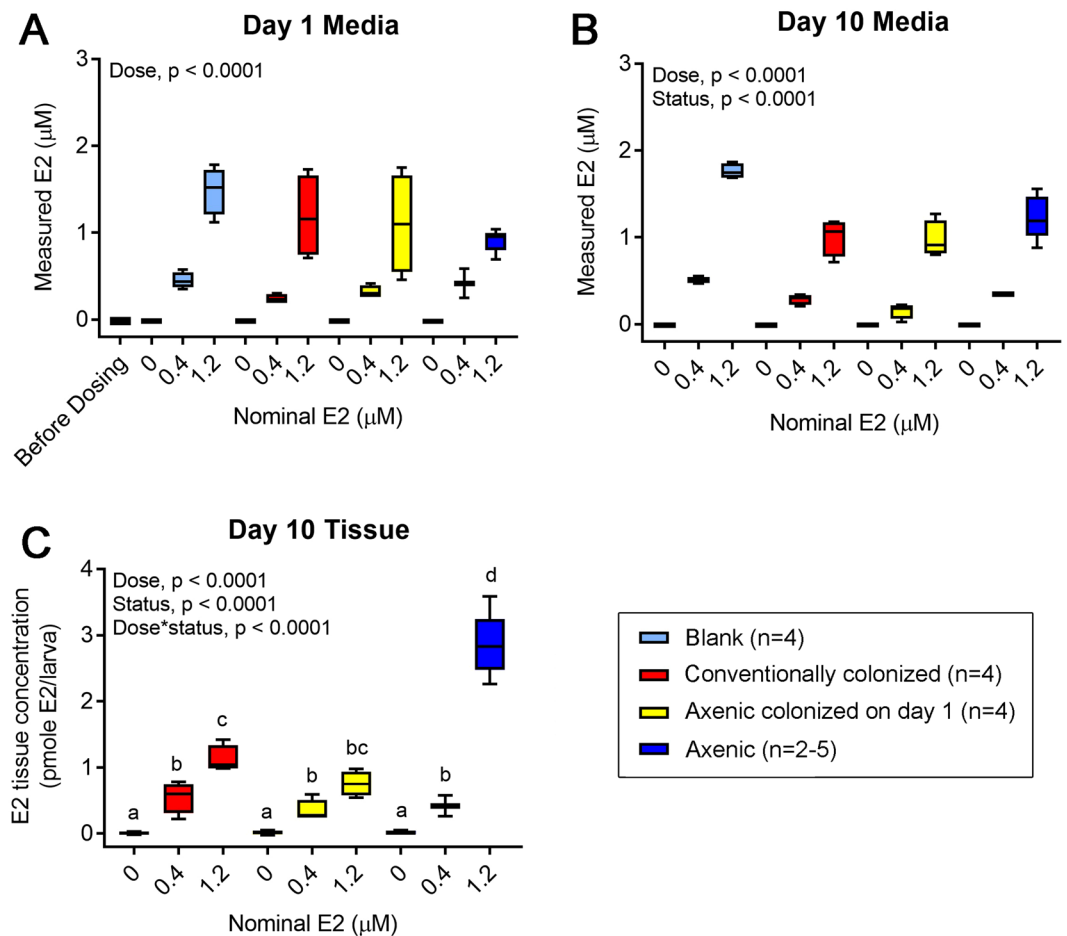 A
Day 1 Media
Dose, p < 0.0001
Measured E2 (μM)
3
2
1
0
Before Dosing
0
0.4
1.2
0
0.4
1.2
0
0.4
1.2
0
0.4
1.2
Nominal E2 (μM)
B
Day 10 Media
Dose, p < 0.0001
Status, p < 0.0001
Measured E2 (μM)
3
2
1
0
0
0.4
1.2
0
0.4
1.2
0
0.4
1.2
0
0.4
1.2
Nominal E2 (μM)
C
Day 10 Tissue
Dose, p < 0.0001
Status, p < 0.0001
Dose*status, p < 0.0001
E2 tissue concentration
(pmole E2/larva)
4
3
2
1
0
a
b
c
a
b
bc
a
b
d
0
0.4
1.2
0
0.4
1.2
0
0.4
1.2
Nominal E2 (μM)
Blank (n=4)
Conventionally colonized (n=4)
Axenic colonized on day 1 (n=4)
Axenic (n=2-5)